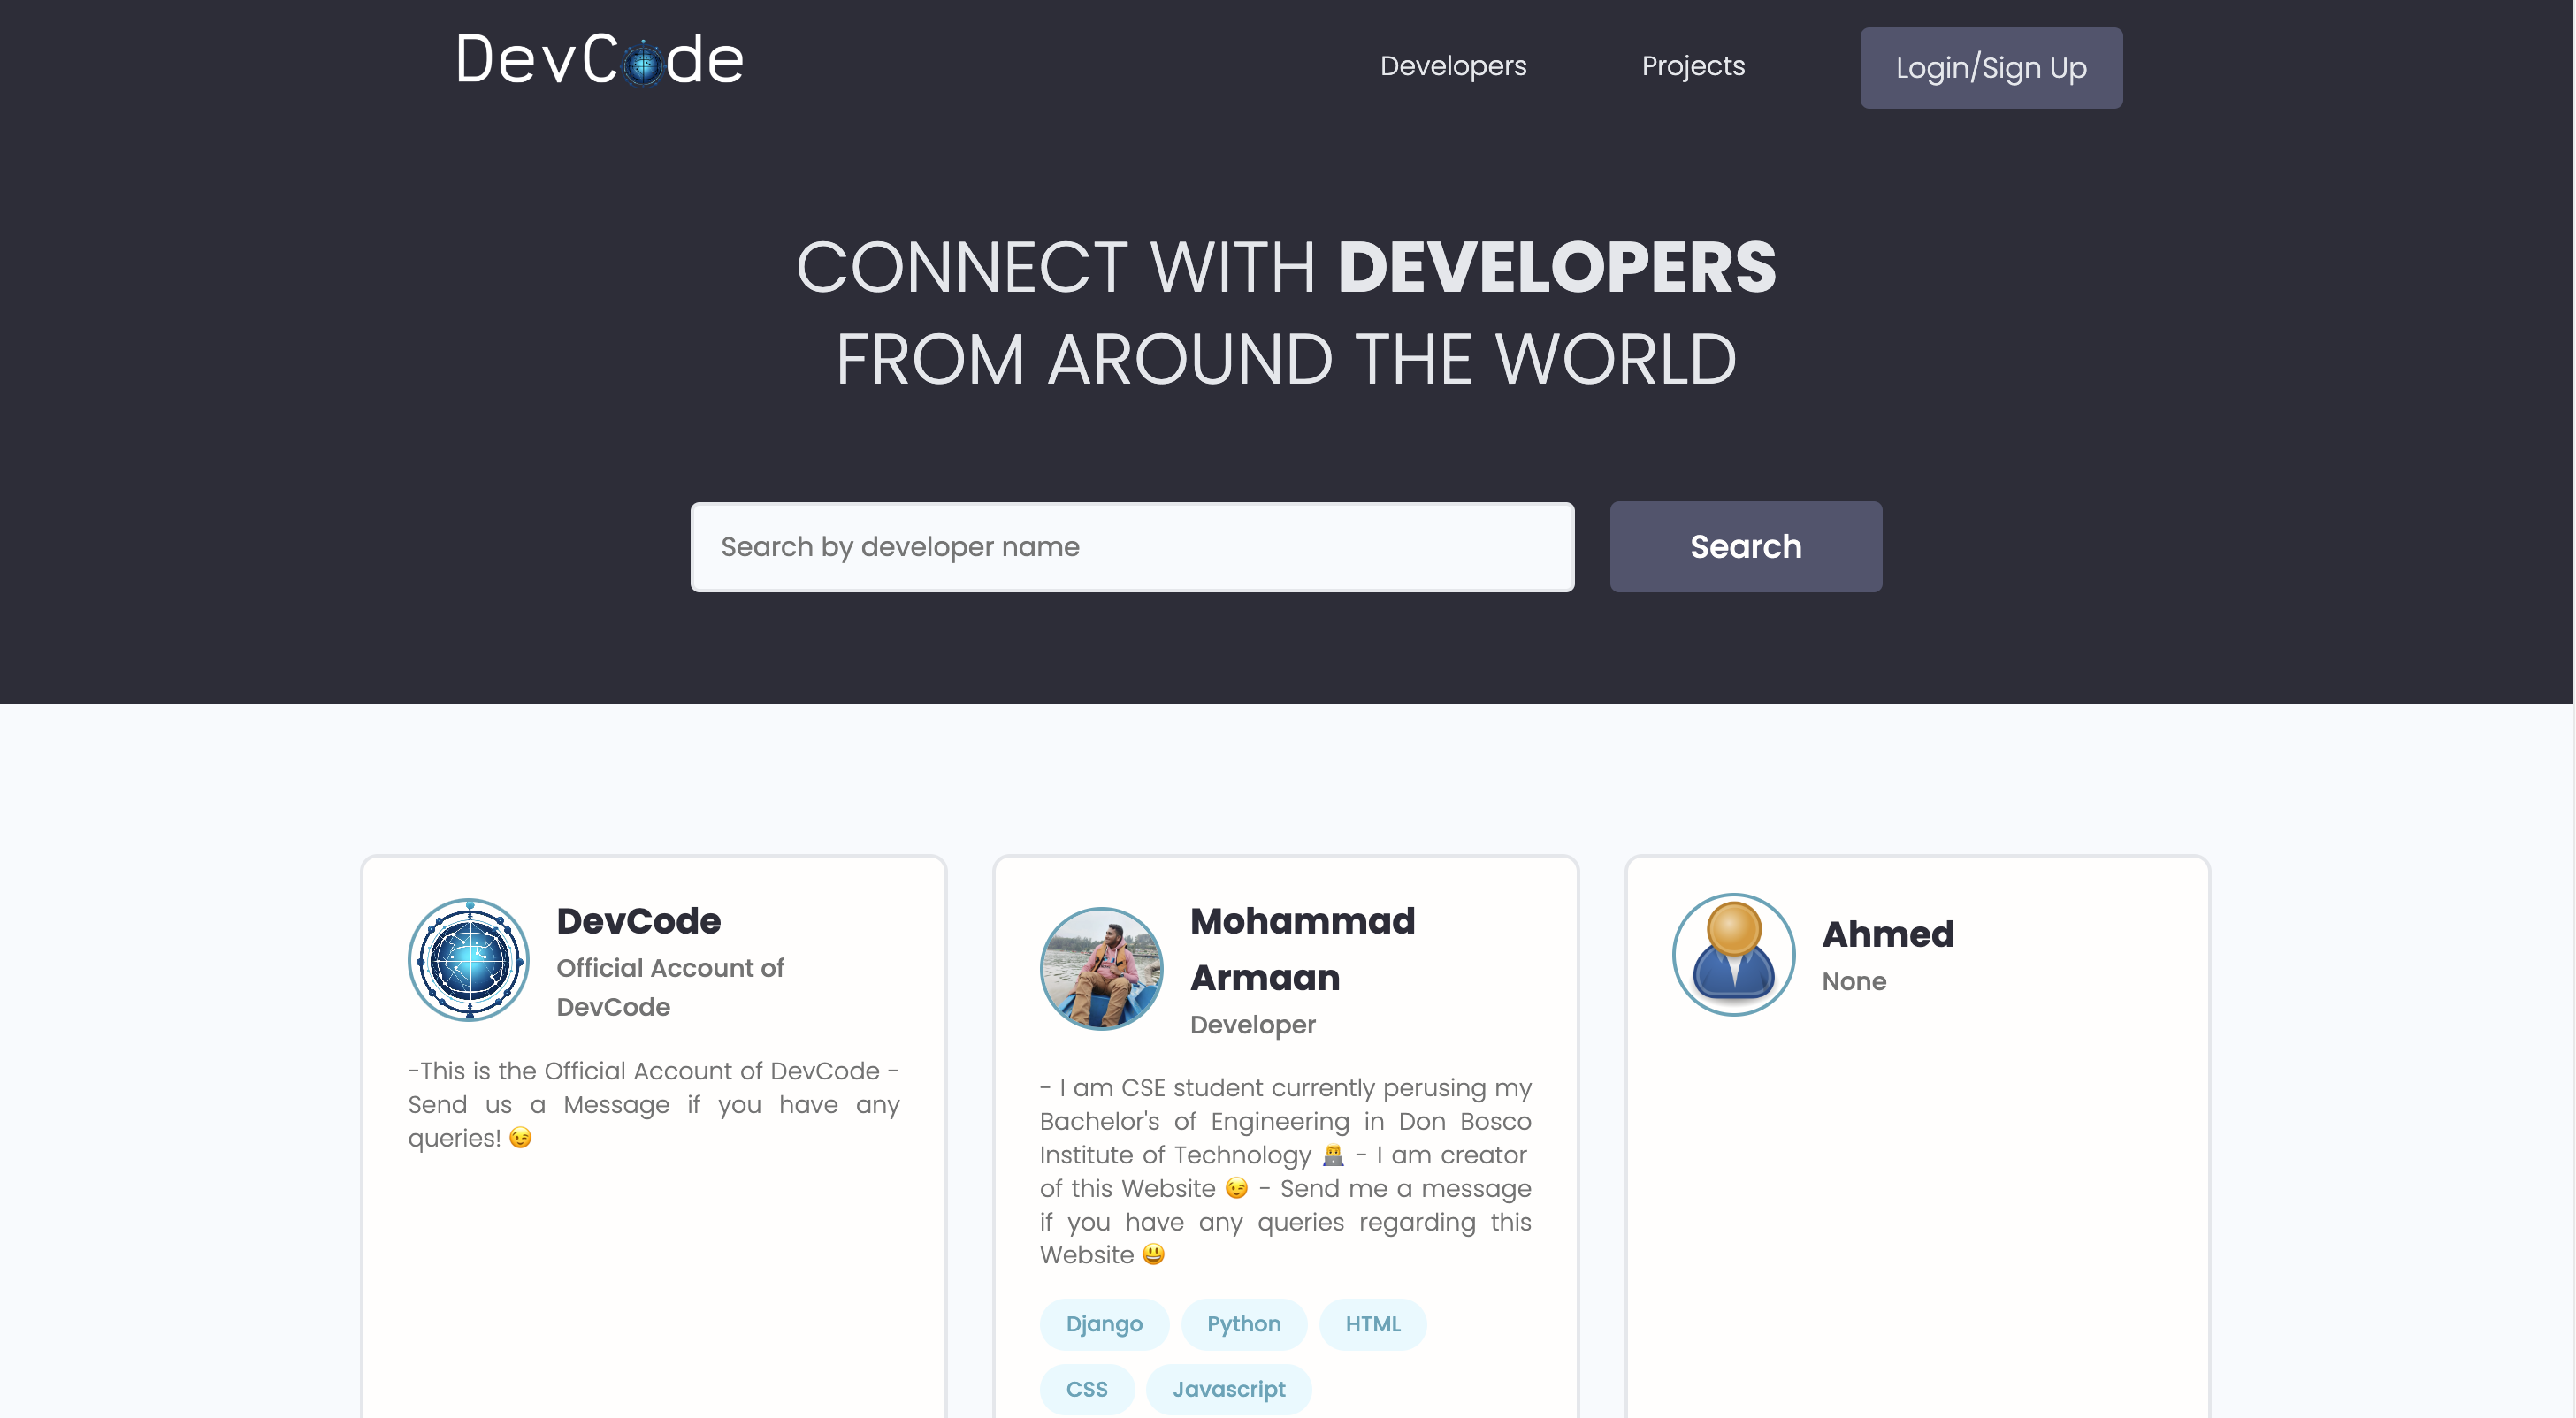 DevCode
Developers
Projects
Login/Sign Up
CONNECT WITH DEVELOPERS
FROM AROUND THE WORLD
Search by developer name
Search
DevCode
Official Account of
DevCode
-This is the Official Account of DevCode -
Send us a Message if you have any
queries! 😉
Mohammad
Armaan
Developer
- I am CSE student currently perusing my
Bachelor's of Engineering in Don Bosco
Institute of Technology 👨‍💻 - I am creator
of this Website 😉 - Send me a message
if you have any queries regarding this
Website 😃
Django
Python
HTML
CSS
Javascript
Ahmed
None